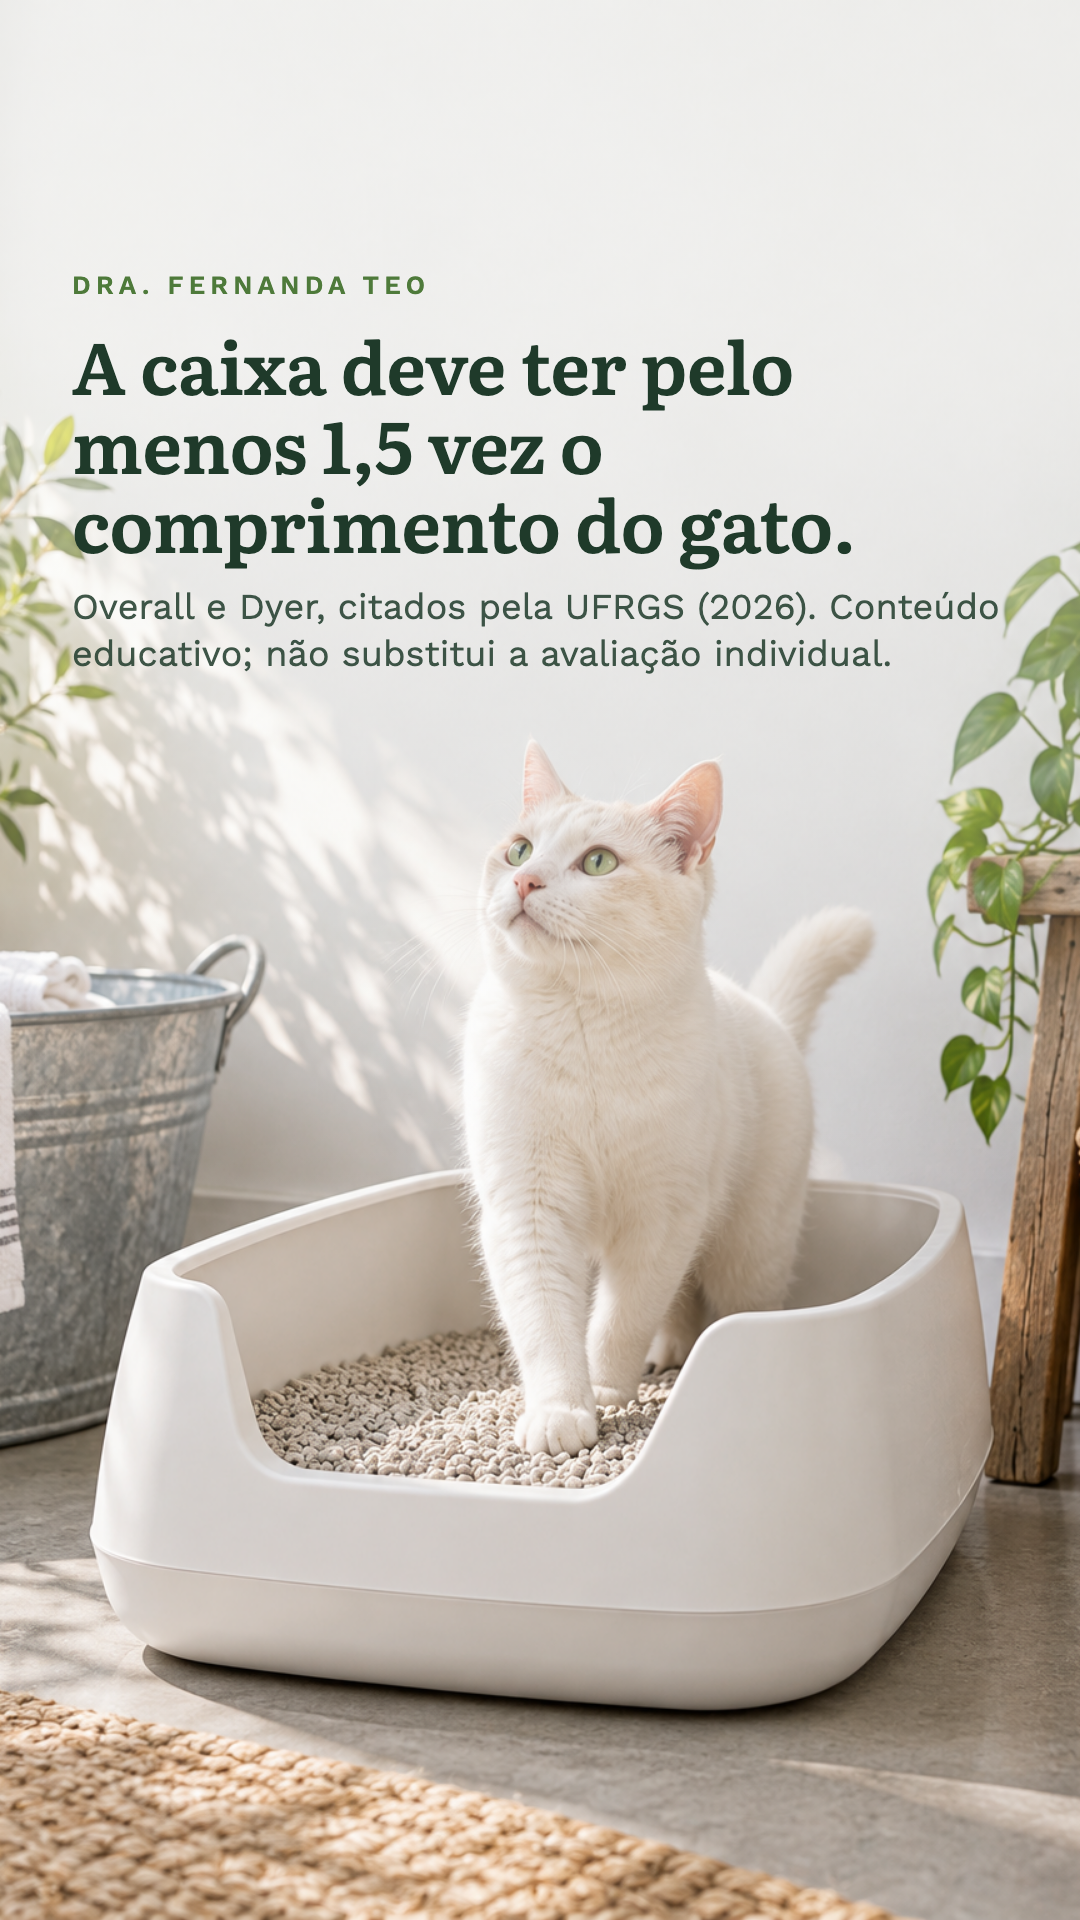 DRA. FERNANDA TEO
A caixa deve ter pelo
menos 1,5 vez o
comprimento do gato.
Overall e Dyer, citados pela UFRGS (2026). Conteúdo
educativo; não substitui a avaliação individual.